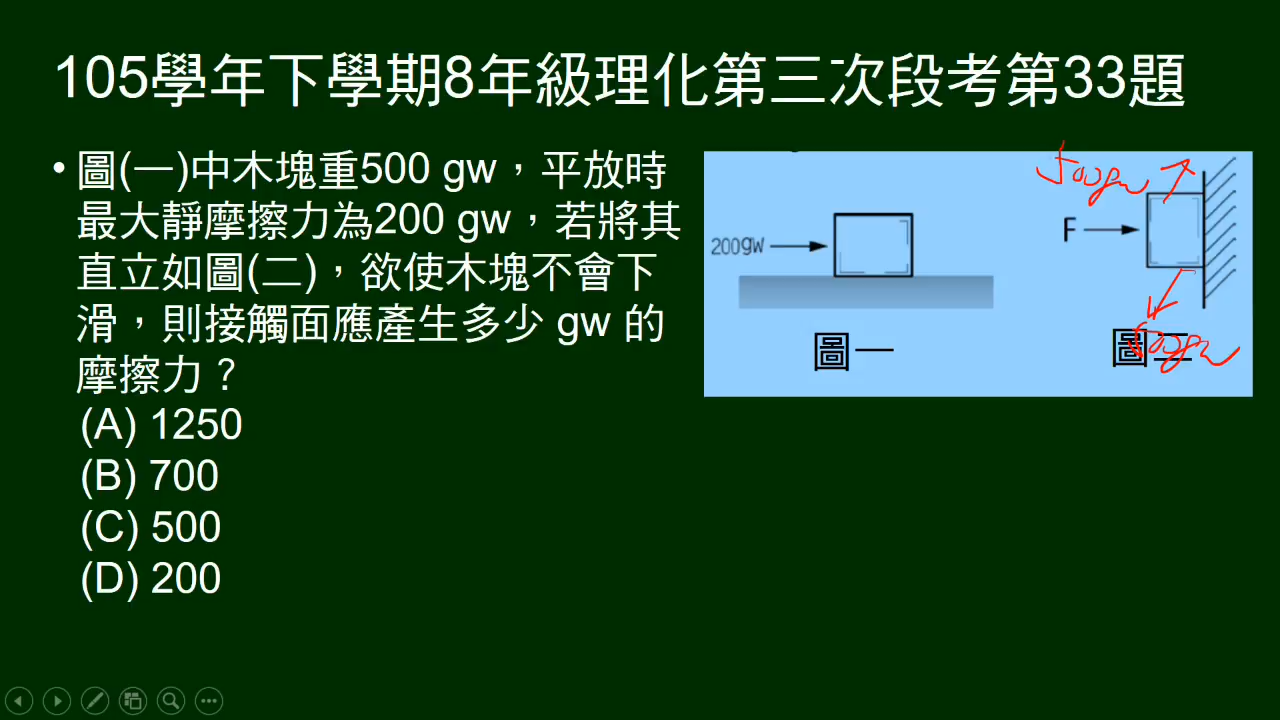 105學年下學期8年級理化第三次段考第33題
• 圖(一)中木塊重500 gw，平放時
最大靜摩擦力為200 gw，若將其
直立如圖(二)，欲使木塊不會下
滑，則接觸面應產生多少 gw 的
摩擦力？
(A) 1250
(B) 700
(C) 500
(D) 200
200gw
圖一
500gw
F
500gw
圖二